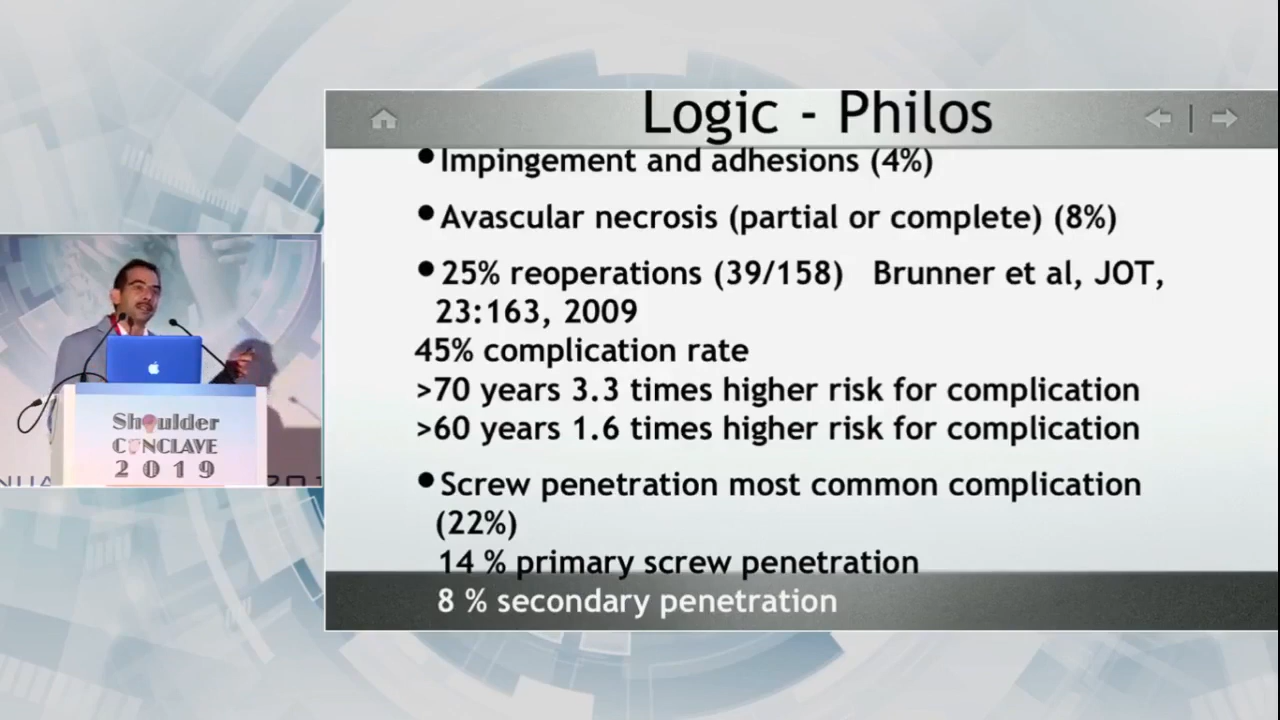 Logic - Philos
•Impingement and adhesions (4%)
•Avascular necrosis (partial or complete) (8%)
•25% reoperations (39/158) Brunner et al, JOT,
23:163, 2009
45% complication rate
>70 years 3.3 times higher risk for complication
>60 years 1.6 times higher risk for complication
•Screw penetration most common complication
(22%)
14 % primary screw penetration
8 % secondary penetration
Shoulder
CONCLAVE
2019